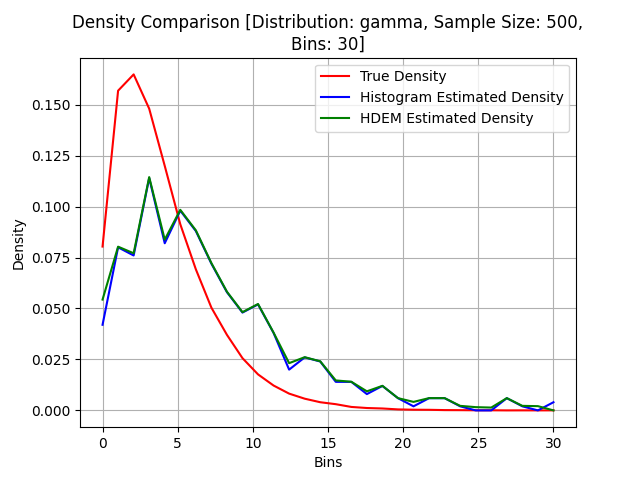 Density Comparison [Distribution: gamma, Sample Size: 500,
Bins: 30]
True Density
Histogram Estimated Density
HDEM Estimated Density
Density
0.150
0.125
0.100
0.075
0.050
0.025
0.000
0 5 10 15 20 25 30
Bins